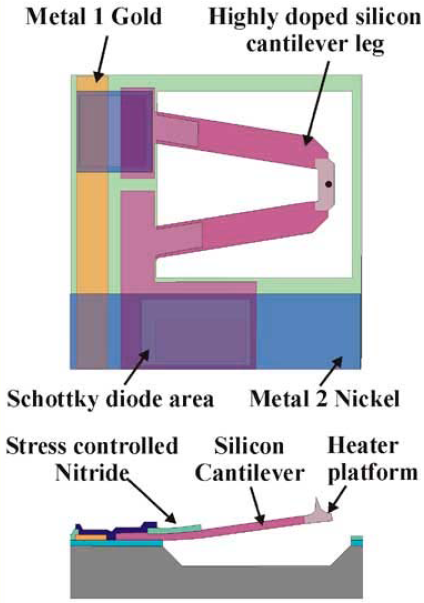 Metal 1 Gold
Highly doped silicon
cantilever leg
Schottky diode area
Metal 2 Nickel
Stress controlled
Nitride
Silicon
Cantilever
Heater
platform